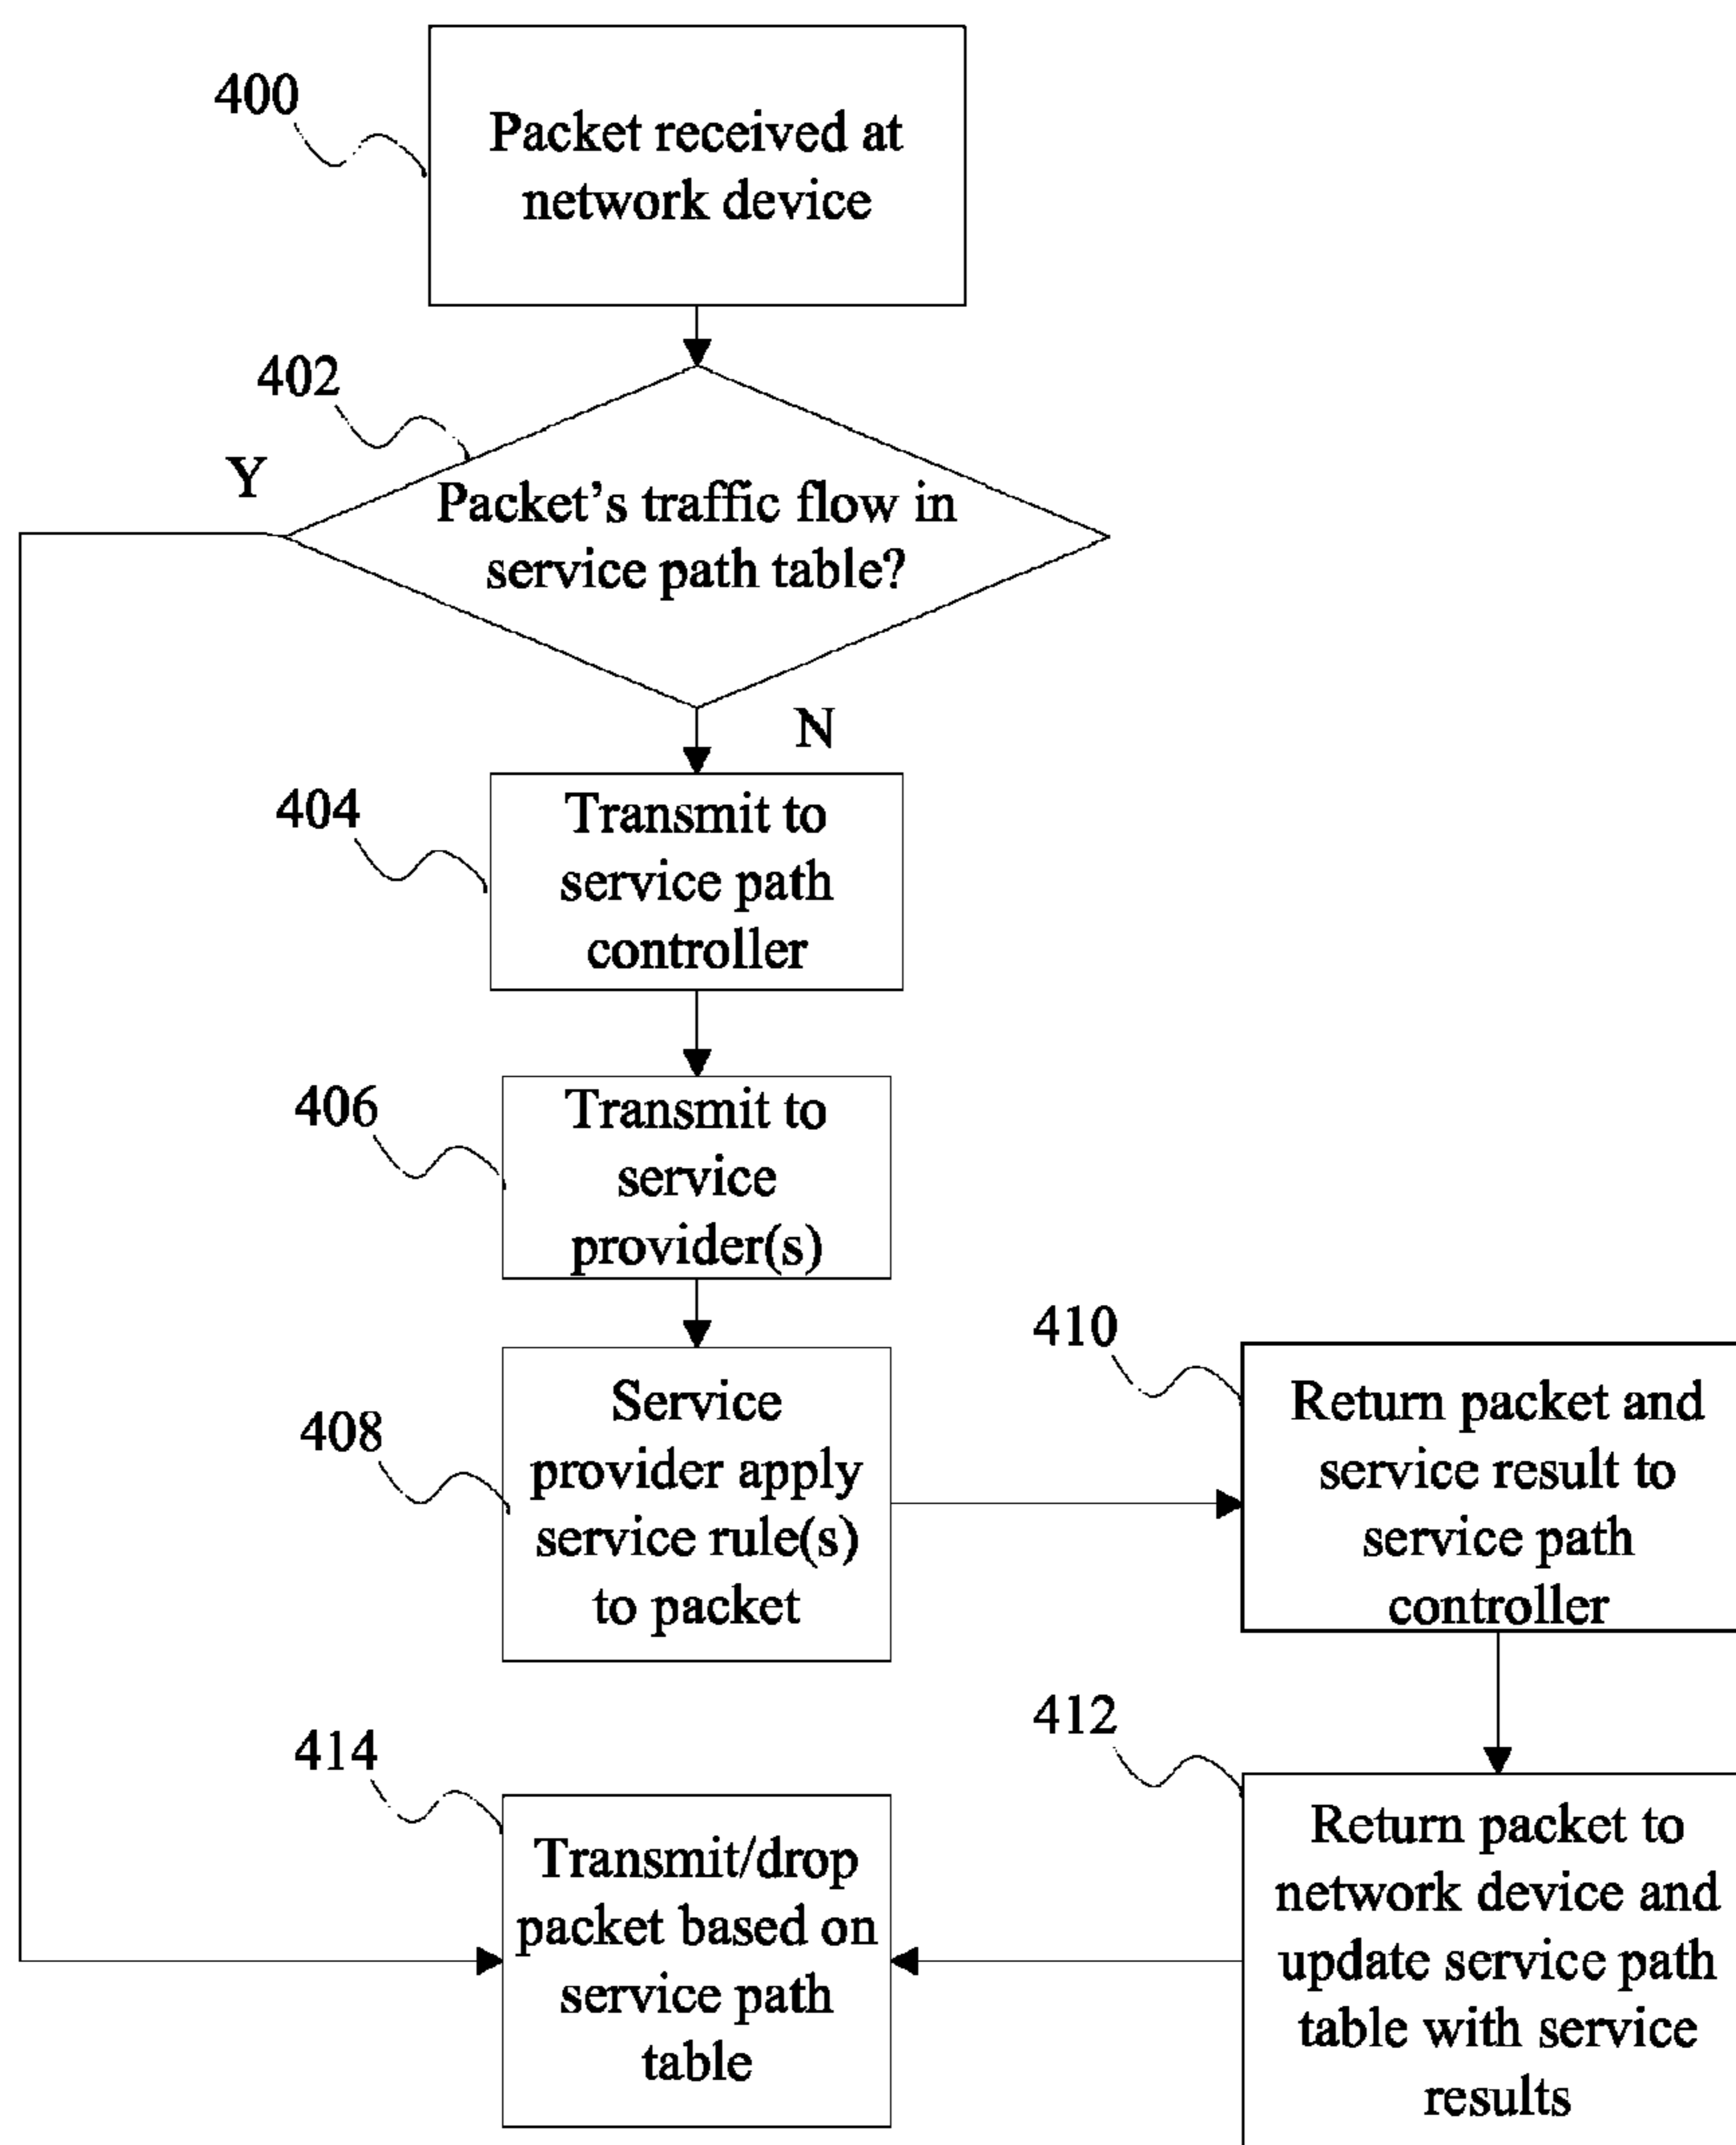 400
Packet received at
network device
402
Y
Packet's traffic flow in
service path table?
N
404
Transmit to
service path
controller
406
Transmit to
service
provider(s)
408
Service
provider apply
service rule(s)
to packet
410
Return packet and
service result to
service path
controller
412
Return packet to
network device and
update service path
table with service
results
414
Transmit/drop
packet based on
service path
table